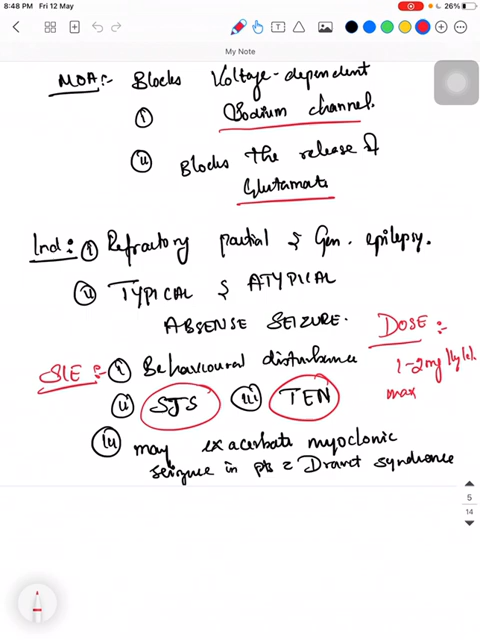 8:48 PM Fri 12 May
26%
My Note
MOA:- Blocks Voltage-dependent
(i) Sodium channel.
(ii) Blocks the release of
Glutamate
Ind:- (i) Refractory partial & Gen. epilepsy.
(ii) TYPICAL & ATYPICAL
ABSENSE SEIZURE.
DOSE:-
1-2mg/kg/d.
max
S/E:- (i) Behavioural disturbance
(ii) SJS (iii) TEN
(iv) may exacerbate myoclonic
seizure in pts c Dravet syndrome
5
14